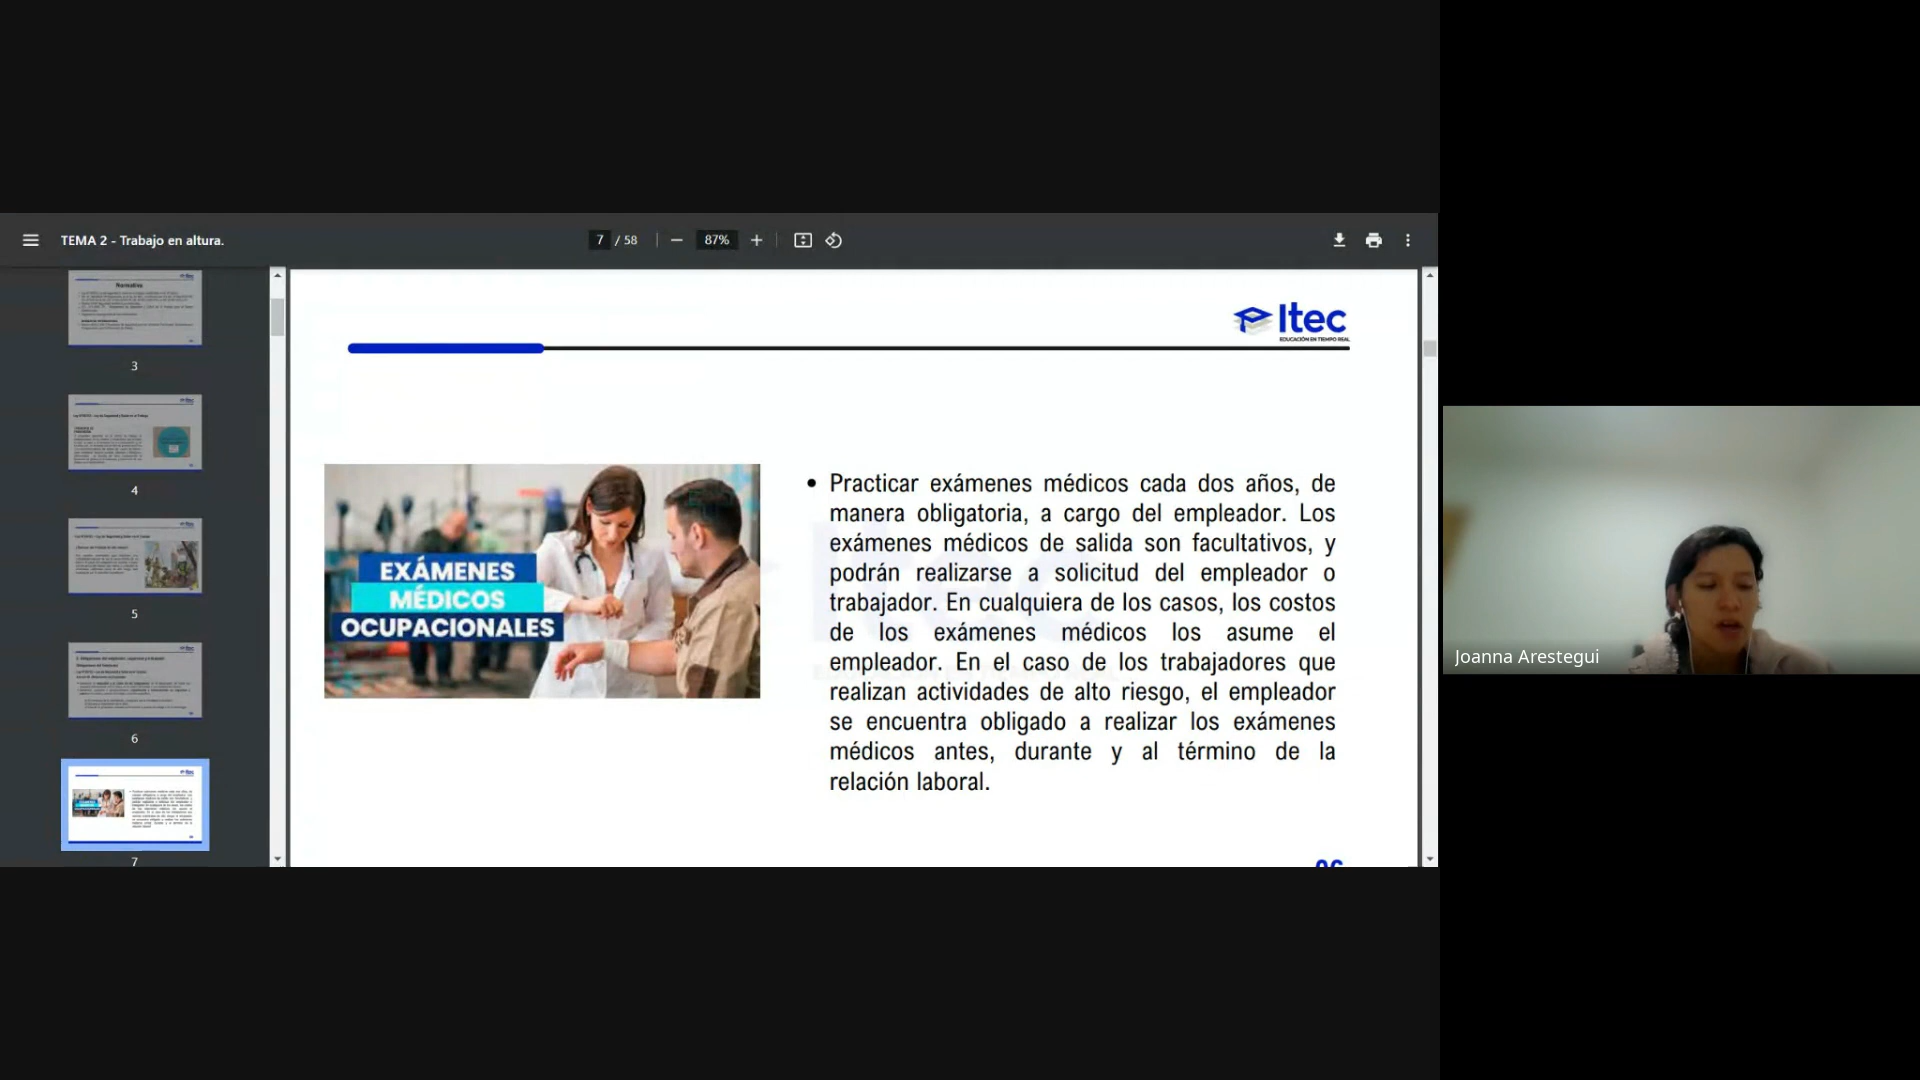 TEMA 2 - Trabajo en altura.
7 / 58
87%
3
4
5
6
7
Itec
EDUCACIÓN EN TIEMPO REAL
EXÁMENES
MÉDICOS
OCUPACIONALES
• Practicar exámenes médicos cada dos años, de
manera obligatoria, a cargo del empleador. Los
exámenes médicos de salida son facultativos, y
podrán realizarse a solicitud del empleador o
trabajador. En cualquiera de los casos, los costos
de los exámenes médicos los asume el
empleador. En el caso de los trabajadores que
realizan actividades de alto riesgo, el empleador
se encuentra obligado a realizar los exámenes
médicos antes, durante y al término de la
relación laboral.
Joanna Arestegui